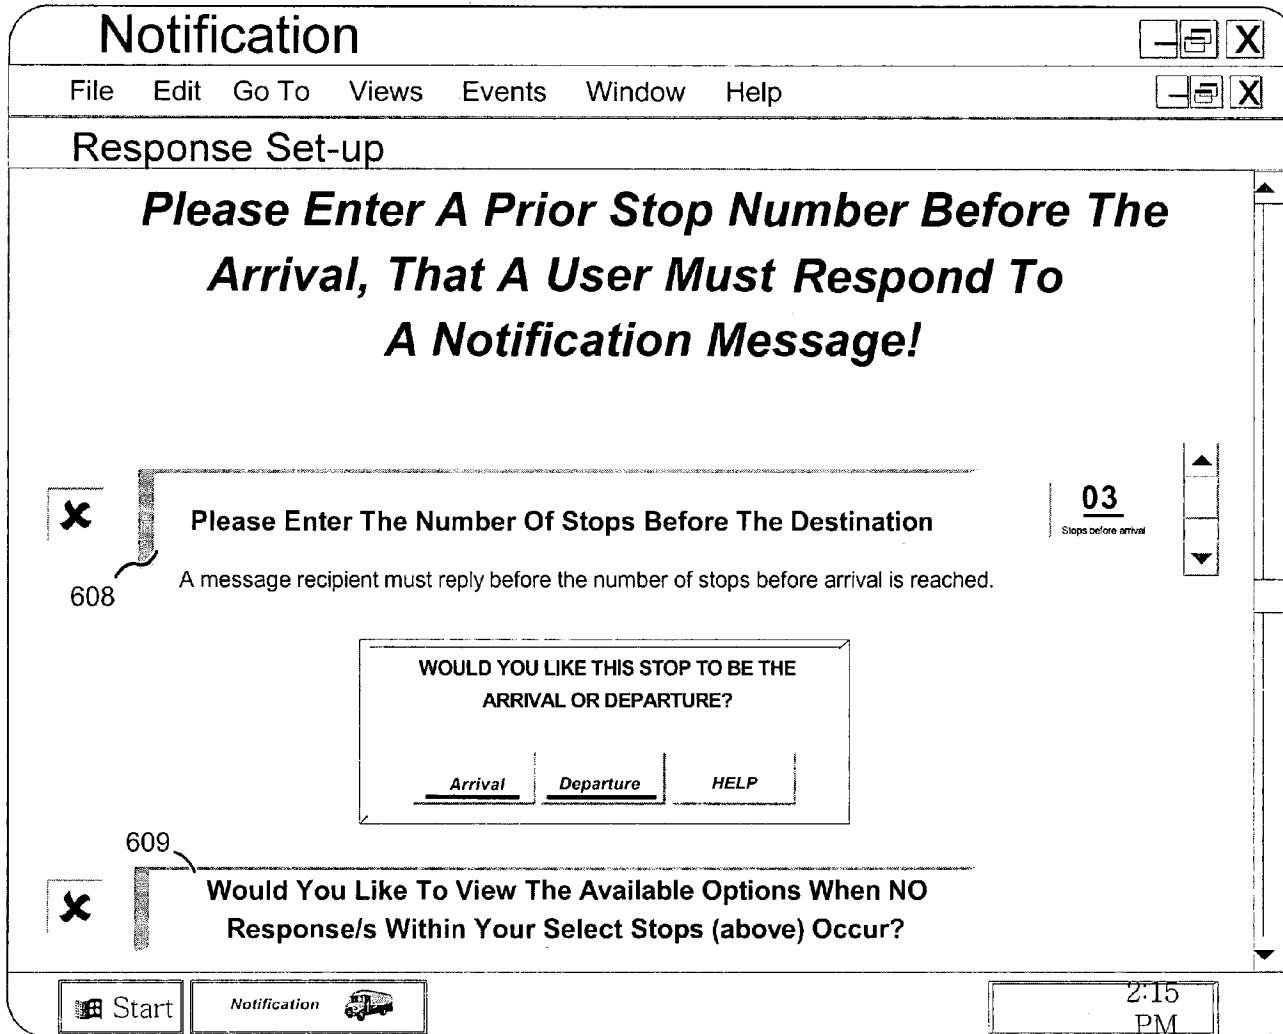 Notification
File Edit Go To Views Events Window Help
Response Set-up
Please Enter A Prior Stop Number Before The
Arrival, That A User Must Respond To
A Notification Message!
Please Enter The Number Of Stops Before The Destination
03
Stops before arrival
608
A message recipient must reply before the number of stops before arrival is reached.
WOULD YOU LIKE THIS STOP TO BE THE
ARRIVAL OR DEPARTURE?
Arrival Departure HELP
609
Would You Like To View The Available Options When NO
Response/s Within Your Select Stops (above) Occur?
Start Notification 2:15
PM